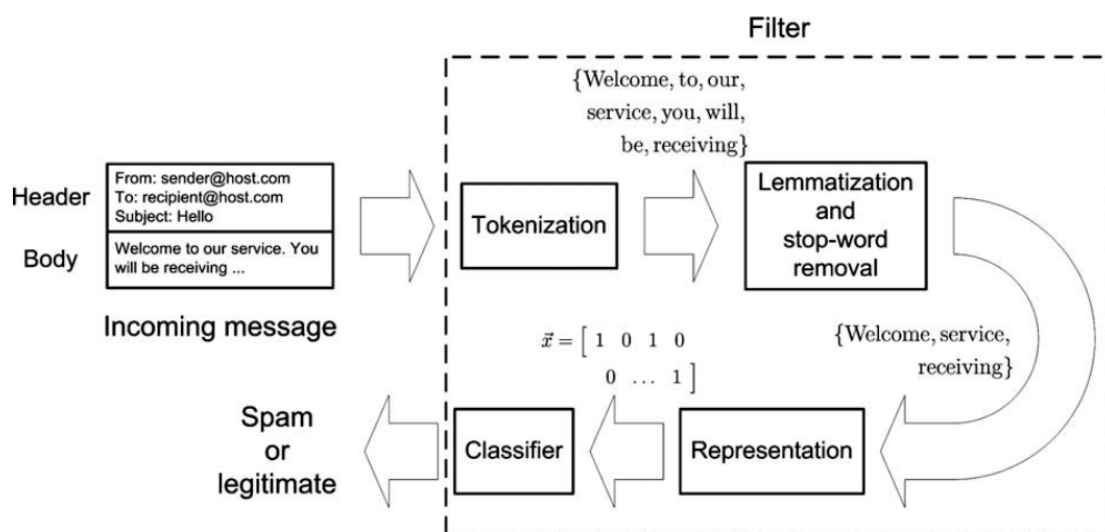 Filter
{Welcome, to, our,
service, you, will,
be, receiving}
Header
From: sender@host.com
To: recipient@host.com
Subject: Hello
Body
Welcome to our service. You
will be receiving ...
Incoming message
Tokenization
Lemmatization
and
stop-word
removal
{Welcome, service,
receiving}
x⃗ = [ 1 0 1 0
0 ... 1 ]
Representation
Classifier
Spam
or
legitimate